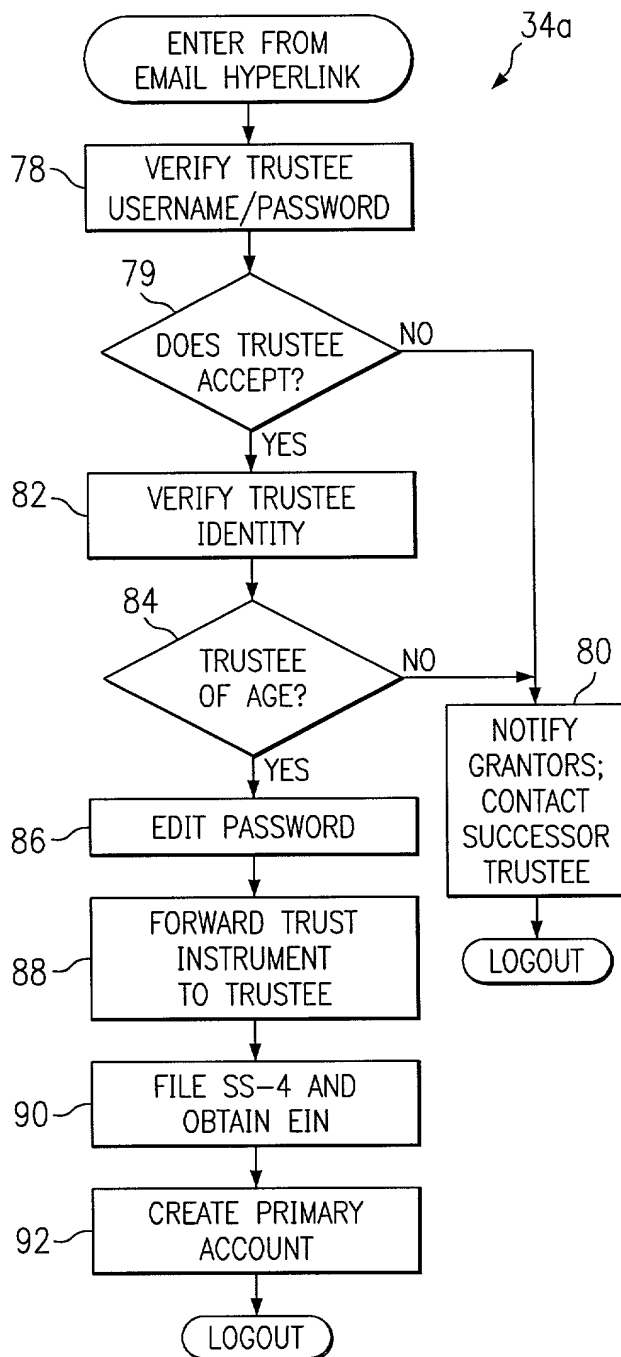 ENTER FROM
EMAIL HYPERLINK
34a
78
VERIFY TRUSTEE
USERNAME/PASSWORD
79
DOES TRUSTEE
ACCEPT?
NO
YES
82
VERIFY TRUSTEE
IDENTITY
84
TRUSTEE
OF AGE?
NO
YES
80
NOTIFY
GRANTORS;
CONTACT
SUCCESSOR
TRUSTEE
LOGOUT
86
EDIT PASSWORD
88
FORWARD TRUST
INSTRUMENT
TO TRUSTEE
90
FILE SS-4 AND
OBTAIN EIN
92
CREATE PRIMARY
ACCOUNT
LOGOUT